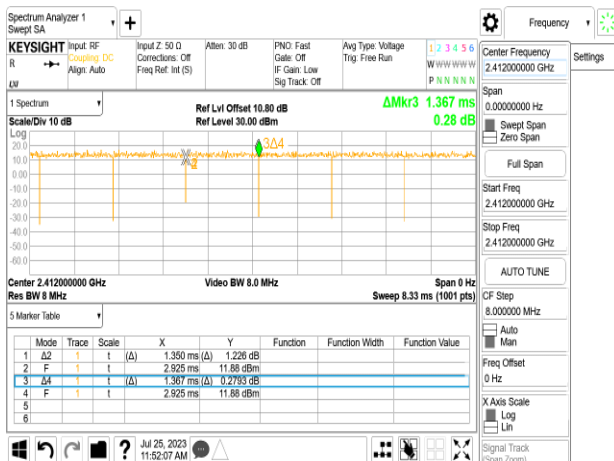 Spectrum Analyzer 1
Swept SA
Frequency
KEYSIGHT
R
Input: RF
Coupling: DC
Align: Auto
Input Z: 50 Ω
Corrections: Off
Freq Ref: Int (S)
Atten: 30 dB
PNO: Fast
Gate: Off
IF Gain: Low
Sig Track: Off
Avg Type: Voltage
Trig: Free Run
1 2 3 4 5 6
W W W W W W
P N N N N N
Settings
1 Spectrum
Scale/Div 10 dB
Ref Lvl Offset 10.80 dB
Ref Level 30.00 dBm
ΔMkr3 1.367 ms
0.28 dB
Log
20.0
10.0
0.00
-10.0
-20.0
-30.0
-40.0
-50.0
-60.0
3Δ4
Center 2.412000000 GHz
Res BW 8 MHz
Video BW 8.0 MHz
Span 0 Hz
Sweep 8.33 ms (1001 pts)
5 Marker Table
Mode Trace Scale X Y Function Function Width Function Value
1 Δ2 1 t (Δ) 1.350 ms (Δ) 1.226 dB
2 F 1 t 2.925 ms 11.88 dBm
3 Δ4 1 t (Δ) 1.367 ms (Δ) 0.2793 dB
4 F 1 t 2.925 ms 11.88 dBm
5
6
Jul 25, 2023
11:52:07 AM
Center Frequency
2.412000000 GHz
Span
0.00000000 Hz
Swept Span
Zero Span
Full Span
Start Freq
2.412000000 GHz
Stop Freq
2.412000000 GHz
AUTO TUNE
CF Step
8.000000 MHz
Auto
Man
Freq Offset
0 Hz
X Axis Scale
Log
Lin
Signal Track
(Span Zoom)